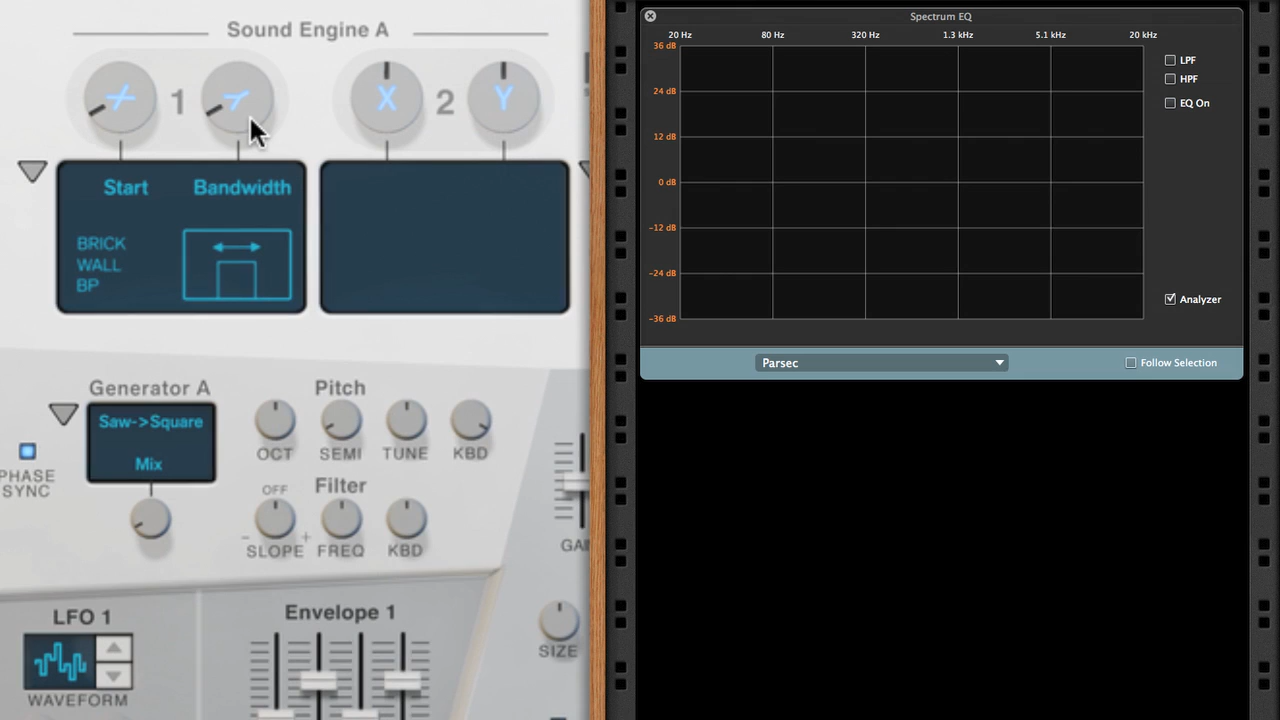 Sound Engine A
X 1 Y
X 2 Y
Start Bandwidth
BRICK
WALL
BP
Generator A
Saw->Square
Mix
PHASE
SYNC
Pitch
OCT SEMI TUNE KBD
Filter
OFF
- SLOPE + FREQ KBD
LFO 1
WAVEFORM
Envelope 1
SIZE
Spectrum EQ
20 Hz 80 Hz 320 Hz 1.3 kHz 5.1 kHz 20 kHz
36 dB
24 dB
12 dB
0 dB
-12 dB
-24 dB
-36 dB
LPF
HPF
EQ On
Analyzer
Parsec
Follow Selection